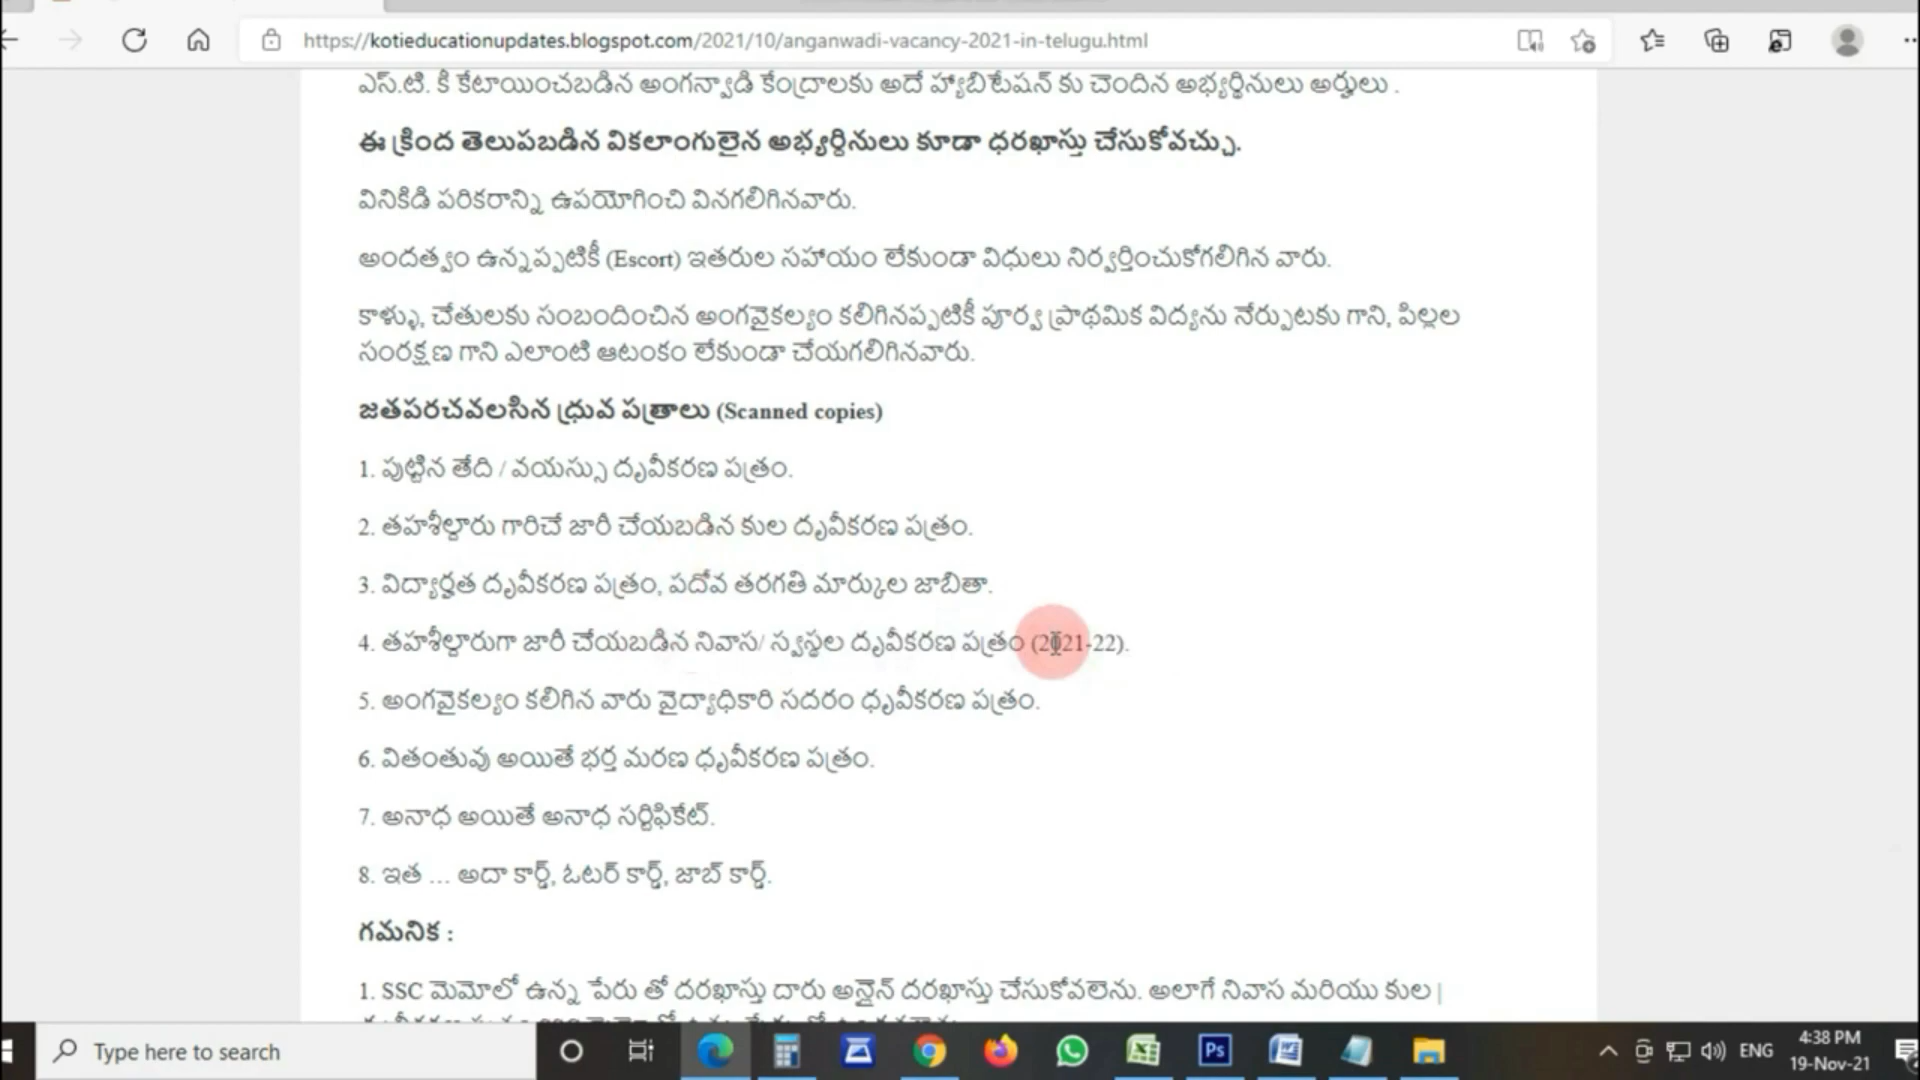 https://kotieducationupdates.blogspot.com/2021/10/anganwadi-vacancy-2021-in-telugu.html
ఎస్.టి. కీ కేటాయించబడిన అంగన్వాడి కేంద్రాలకు అదే హ్యాబిటేషన్ కు చెందిన అభ్యర్థినులు అర్హులు .
ఈ క్రింద తెలుపబడిన వికలాంగులైన అభ్యర్ధినులు కూడా ధరఖాస్తు చేసుకోవచ్చు.
వినికిడి పరికరాన్ని ఉపయోగించి వినగలిగినవారు.
అందత్వం ఉన్నప్పటికీ (Escort) ఇతరుల సహాయం లేకుండా విధులు నిర్వర్తించుకోగలిగిన వారు.
కాళ్ళు, చేతులకు సంబందించిన అంగవైకల్యం కలిగినప్పటికీ పూర్వ ప్రాథమిక విద్యను నేర్పుటకు గాని, పిల్లల
సంరక్షణ గాని ఎలాంటి ఆటంకం లేకుండా చేయగలిగినవారు.
జతపరచవలసిన ధ్రువ పత్రాలు (Scanned copies)
1. పుట్టిన తేది / వయస్సు దృవీకరణ పత్రం.
2. తహశీల్దారు గారిచే జారీ చేయబడిన కుల దృవీకరణ పత్రం.
3. విద్యార్హత దృవీకరణ పత్రం, పదోవ తరగతి మార్కుల జాబితా.
4. తహశీల్దారుగా జారీ చేయబడిన నివాస/ స్వస్థల దృవీకరణ పత్రం (2021-22).
5. అంగవైకల్యం కలిగిన వారు వైద్యాధికారి సదరం ధృవీకరణ పత్రం.
6. వితంతువు అయితే భర్త మరణ ధృవీకరణ పత్రం.
7. అనాధ అయితే అనాధ సర్టిఫికేట్.
8. ఇత ... అదా కార్డ్, ఓటర్ కార్డ్, జాబ్ కార్డ్.
గమనిక :
1. SSC మెమోలో ఉన్న పేరు తో దరఖాస్తు దారు అన్లైన్ దరఖాస్తు చేసుకోవలెను. అలాగే నివాస మరియు కుల |
Type here to search
Ps
ENG
4:38 PM
19-Nov-21